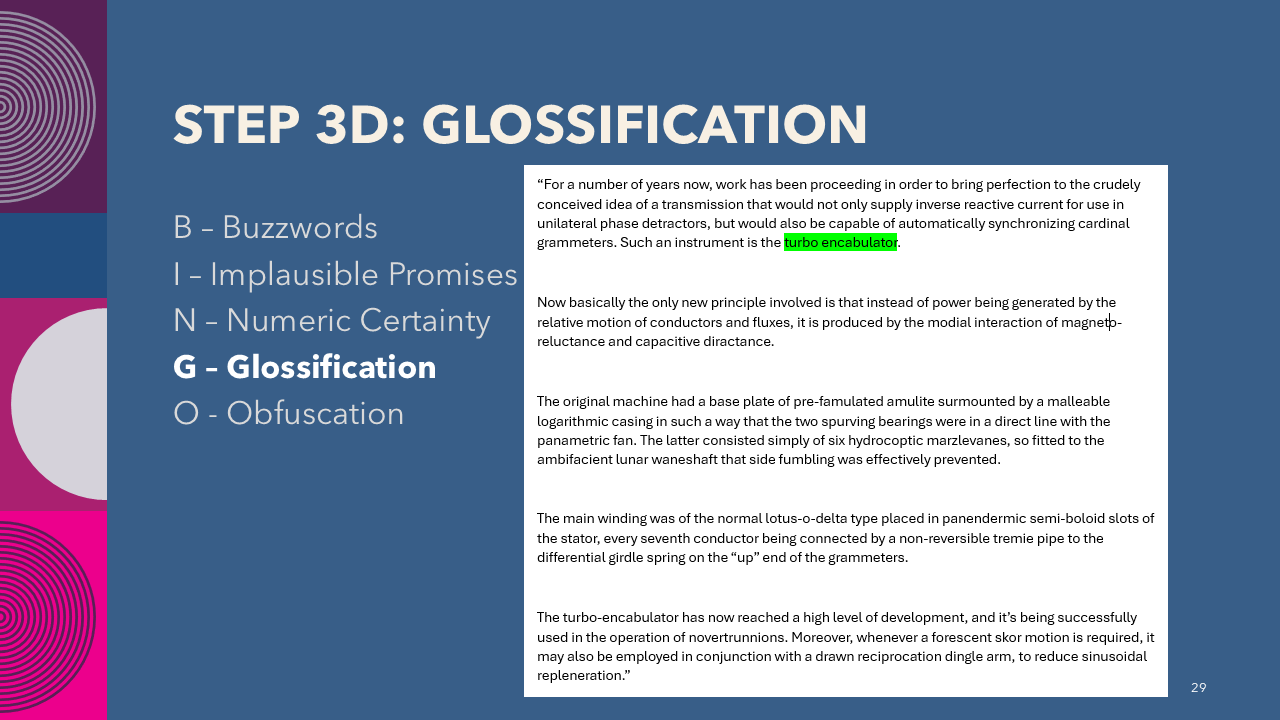 STEP 3D: GLOSSIFICATION
B – Buzzwords
I – Implausible Promises
N – Numeric Certainty
G – Glossification
O - Obfuscation
“For a number of years now, work has been proceeding in order to bring perfection to the crudely
conceived idea of a transmission that would not only supply inverse reactive current for use in
unilateral phase detractors, but would also be capable of automatically synchronizing cardinal
grammeters. Such an instrument is the turbo encabulator.
Now basically the only new principle involved is that instead of power being generated by the
relative motion of conductors and fluxes, it is produced by the modial interaction of magneto-
reluctance and capacitive diractance.
The original machine had a base plate of pre-famulated amulite surmounted by a malleable
logarithmic casing in such a way that the two spurving bearings were in a direct line with the
panametric fan. The latter consisted simply of six hydrocoptic marzlevanes, so fitted to the
ambifacient lunar waneshaft that side fumbling was effectively prevented.
The main winding was of the normal lotus-o-delta type placed in panendermic semi-boloid slots of
the stator, every seventh conductor being connected by a non-reversible tremie pipe to the
differential girdle spring on the “up” end of the grammeters.
The turbo-encabulator has now reached a high level of development, and it’s being successfully
used in the operation of novertrunnions. Moreover, whenever a forescent skor motion is required, it
may also be employed in conjunction with a drawn reciprocation dingle arm, to reduce sinusoidal
repleneration.”
29